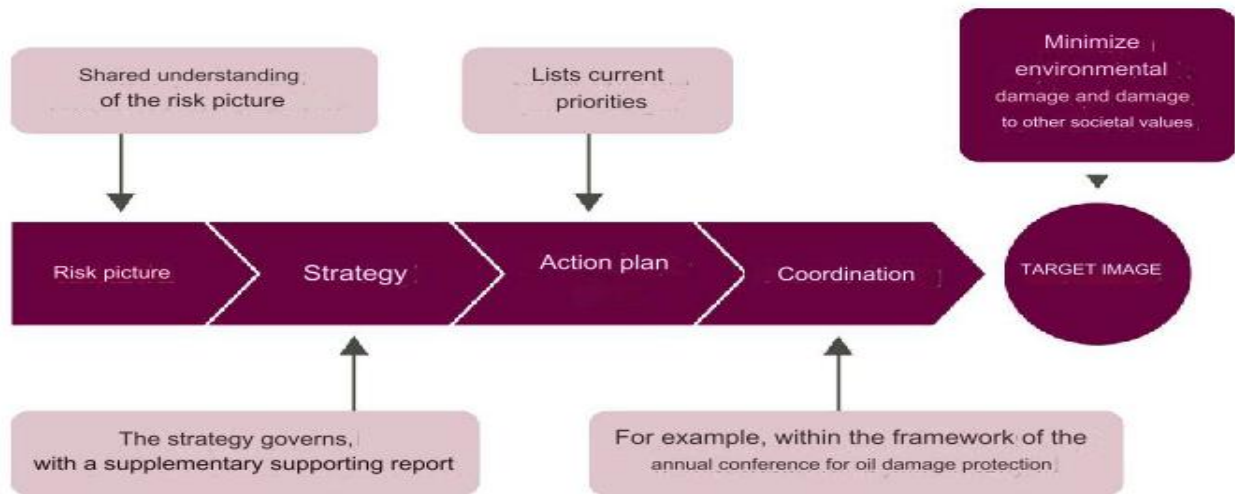 Shared understanding
of the risk picture
Lists current
priorities
Minimize
environmental
damage and damage
to other societal values
Risk picture
Strategy
Action plan
Coordination
TARGET IMAGE
The strategy governs,
with a supplementary supporting report
For example, within the framework of the
annual conference for oil damage protection